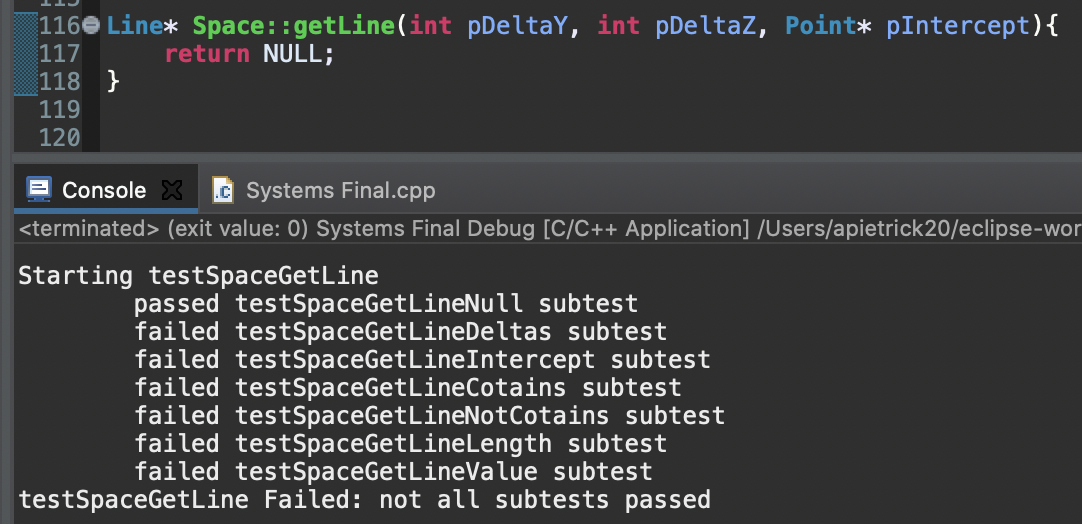 115
116 Line* Space::getLine(int pDeltaY, int pDeltaZ, Point* pIntercept){
117     return NULL;
118 }
119
120
Console
.c Systems Final.cpp
<terminated> (exit value: 0) Systems Final Debug [C/C++ Application] /Users/apietrick20/eclipse-wor
Starting testSpaceGetLine
        passed testSpaceGetLineNull subtest
        failed testSpaceGetLineDeltas subtest
        failed testSpaceGetLineIntercept subtest
        failed testSpaceGetLineCotains subtest
        failed testSpaceGetLineNotCotains subtest
        failed testSpaceGetLineLength subtest
        failed testSpaceGetLineValue subtest
testSpaceGetLine Failed: not all subtests passed